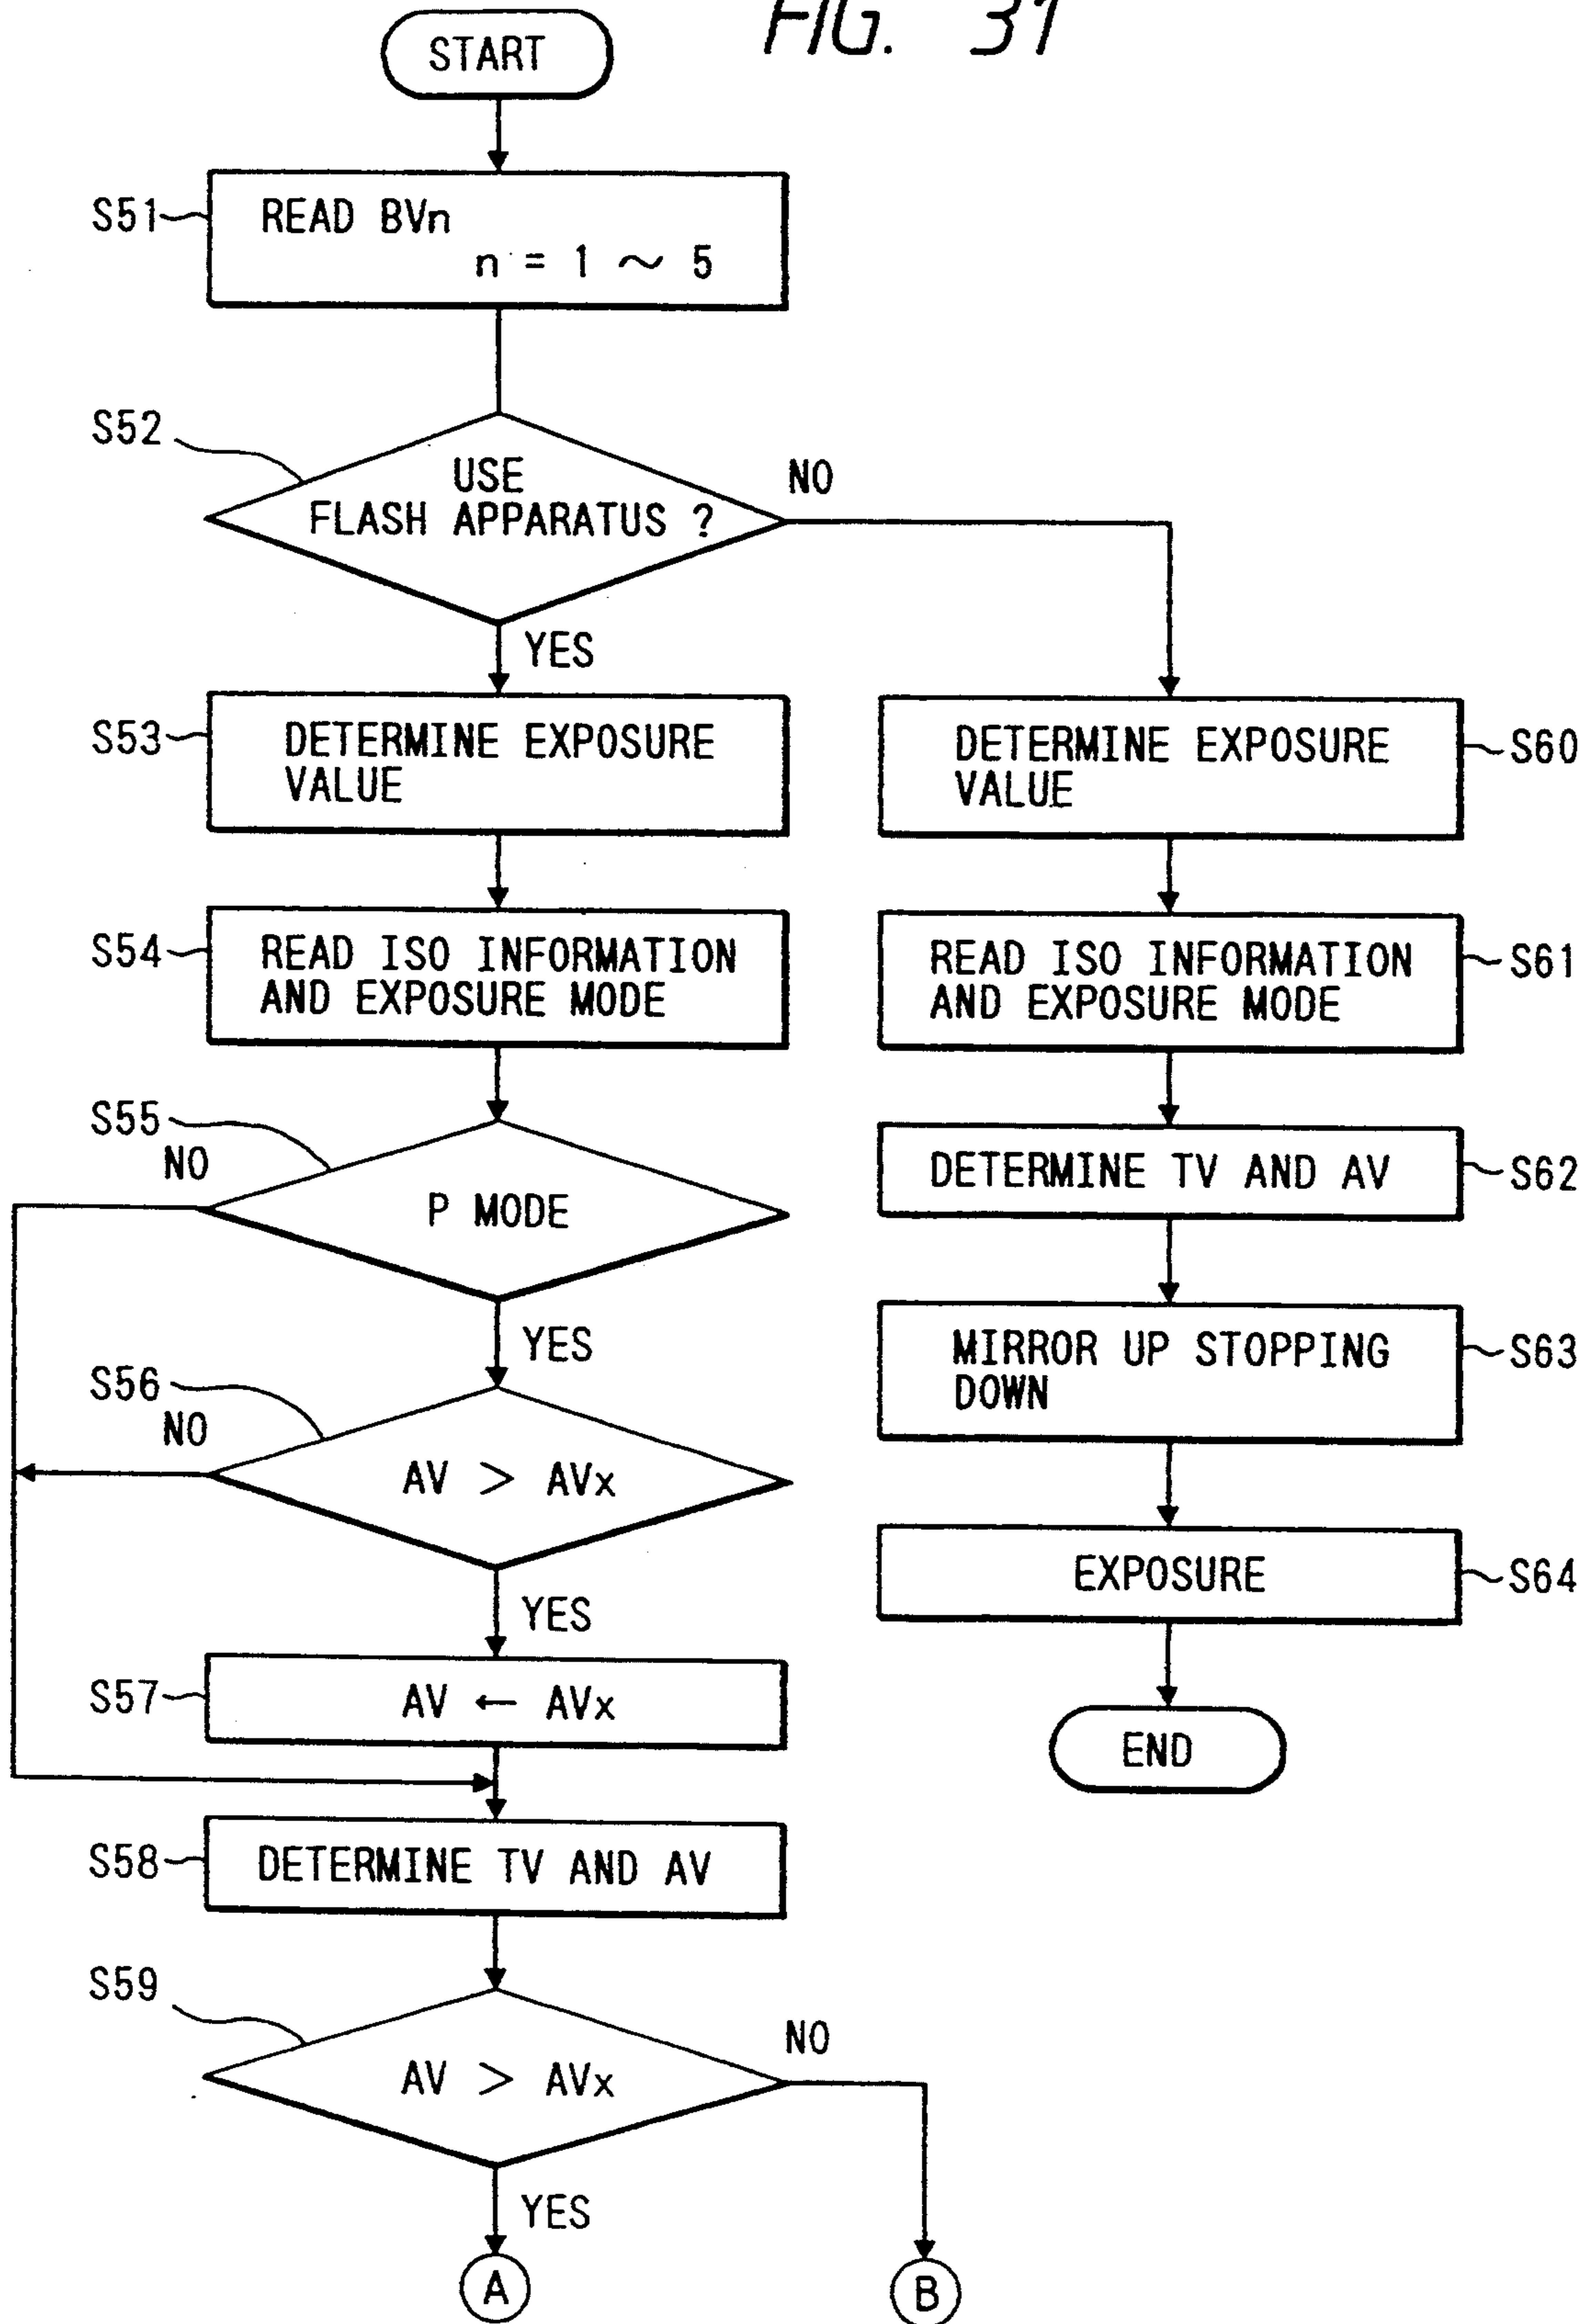 FIG. 31
START
S51
READ BVn
n = 1 ~ 5
S52
USE
FLASH APPARATUS ?
NO
YES
S53
DETERMINE EXPOSURE
VALUE
DETERMINE EXPOSURE
VALUE
S60
S54
READ ISO INFORMATION
AND EXPOSURE MODE
READ ISO INFORMATION
AND EXPOSURE MODE
S61
S55
NO
P MODE
YES
DETERMINE TV AND AV
S62
S56
NO
AV > AVx
YES
MIRROR UP STOPPING
DOWN
S63
EXPOSURE
S64
S57
AV ← AVx
END
S58
DETERMINE TV AND AV
S59
AV > AVx
NO
YES
A
B